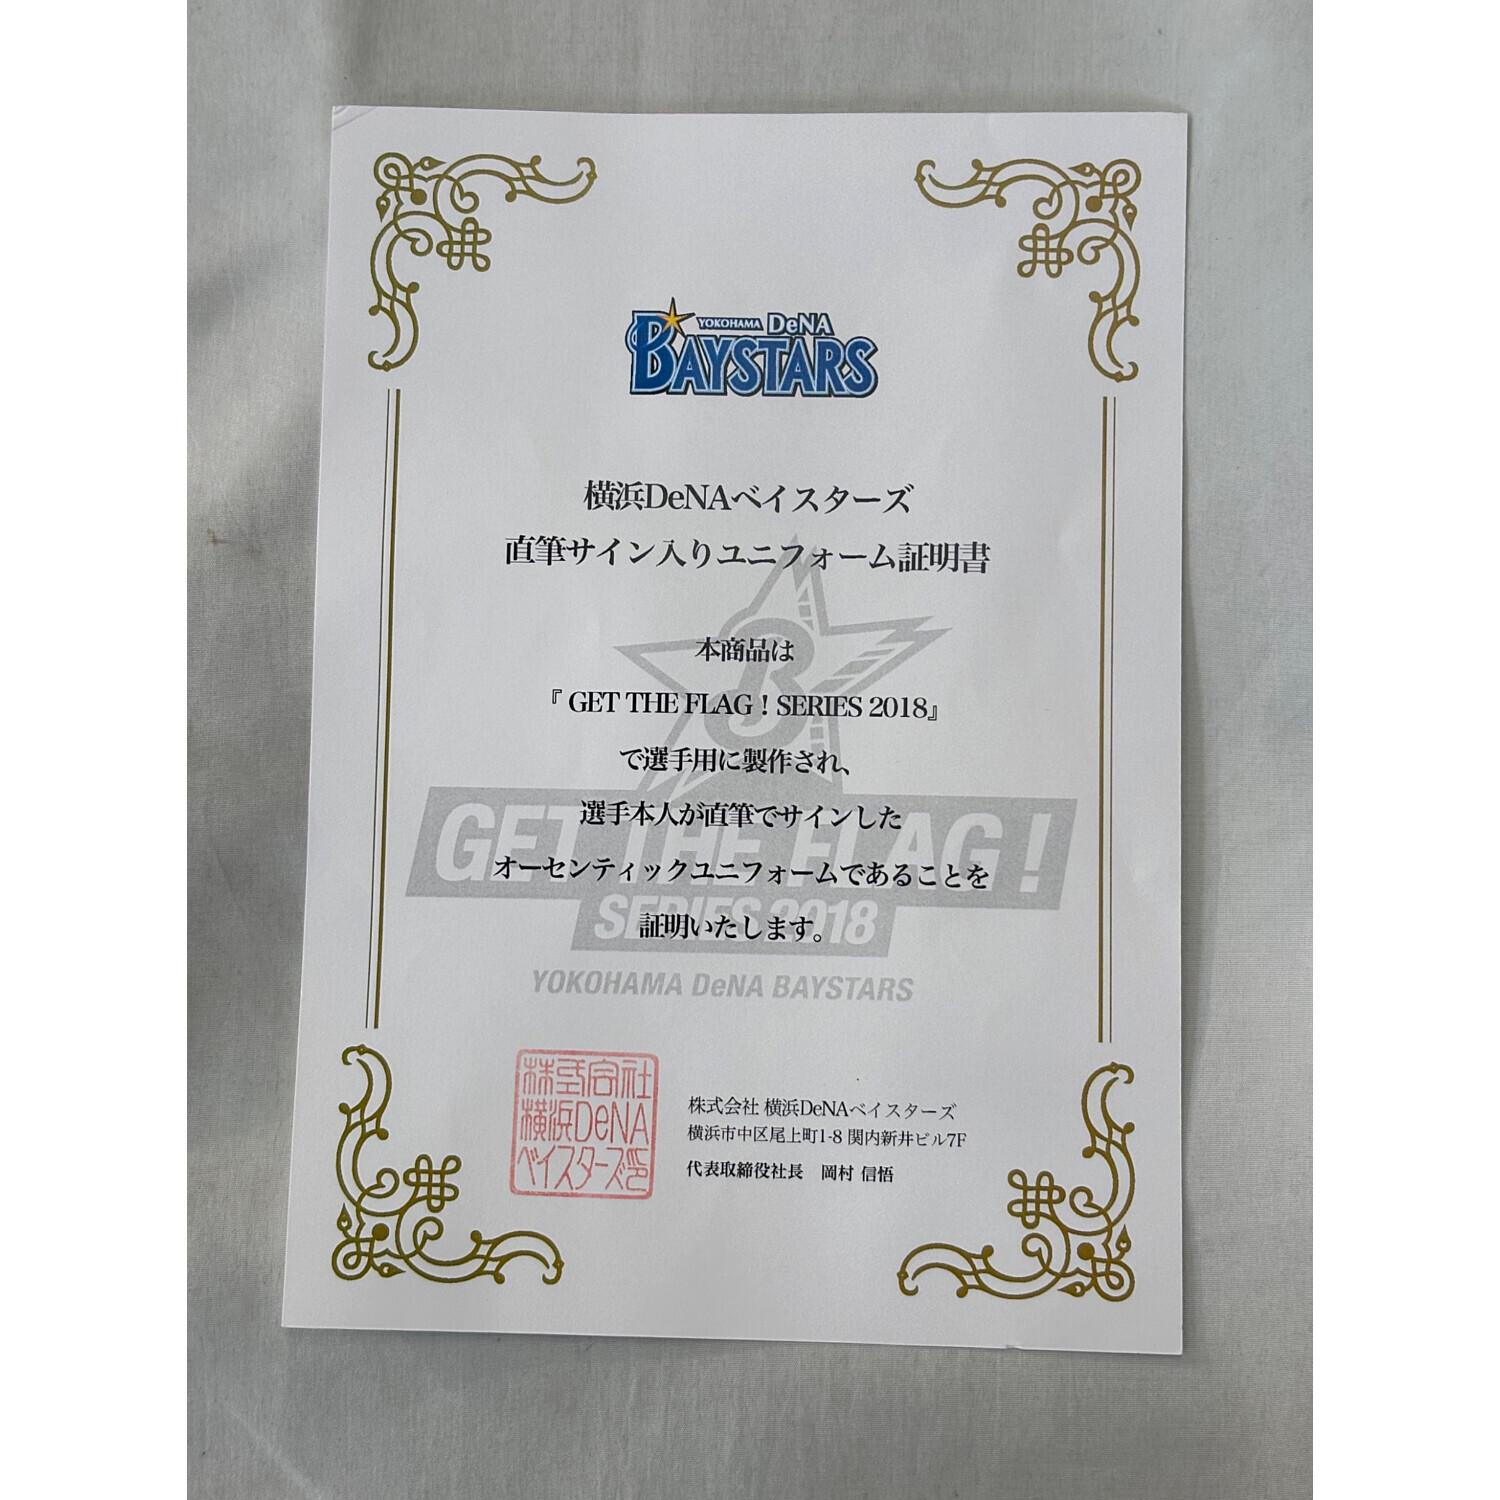 YOKOHAMA DeNA
BAYSTARS
横浜DeNAベイスターズ
直筆サイン入りユニフォーム証明書
本商品は
『 GET THE FLAG ! SERIES 2018』
で選手用に製作され、
選手本人が直筆でサインした
オーセンティックユニフォームであることを
証明いたします。
B
GET THE FLAG !
SERIES 2018
YOKOHAMA DeNA BAYSTARS
株式会社
横浜DeNA
ベイスターズ印
株式会社 横浜DeNAベイスターズ
横浜市中区尾上町1-8 関内新井ビル7F
代表取締役社長 岡村 信悟